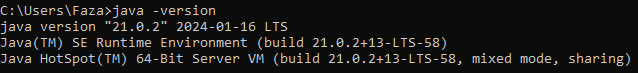 C:\Users\Faza>java -version
java version "21.0.2" 2024-01-16 LTS
Java(TM) SE Runtime Environment (build 21.0.2+13-LTS-58)
Java HotSpot(TM) 64-Bit Server VM (build 21.0.2+13-LTS-58, mixed mode, sharing)